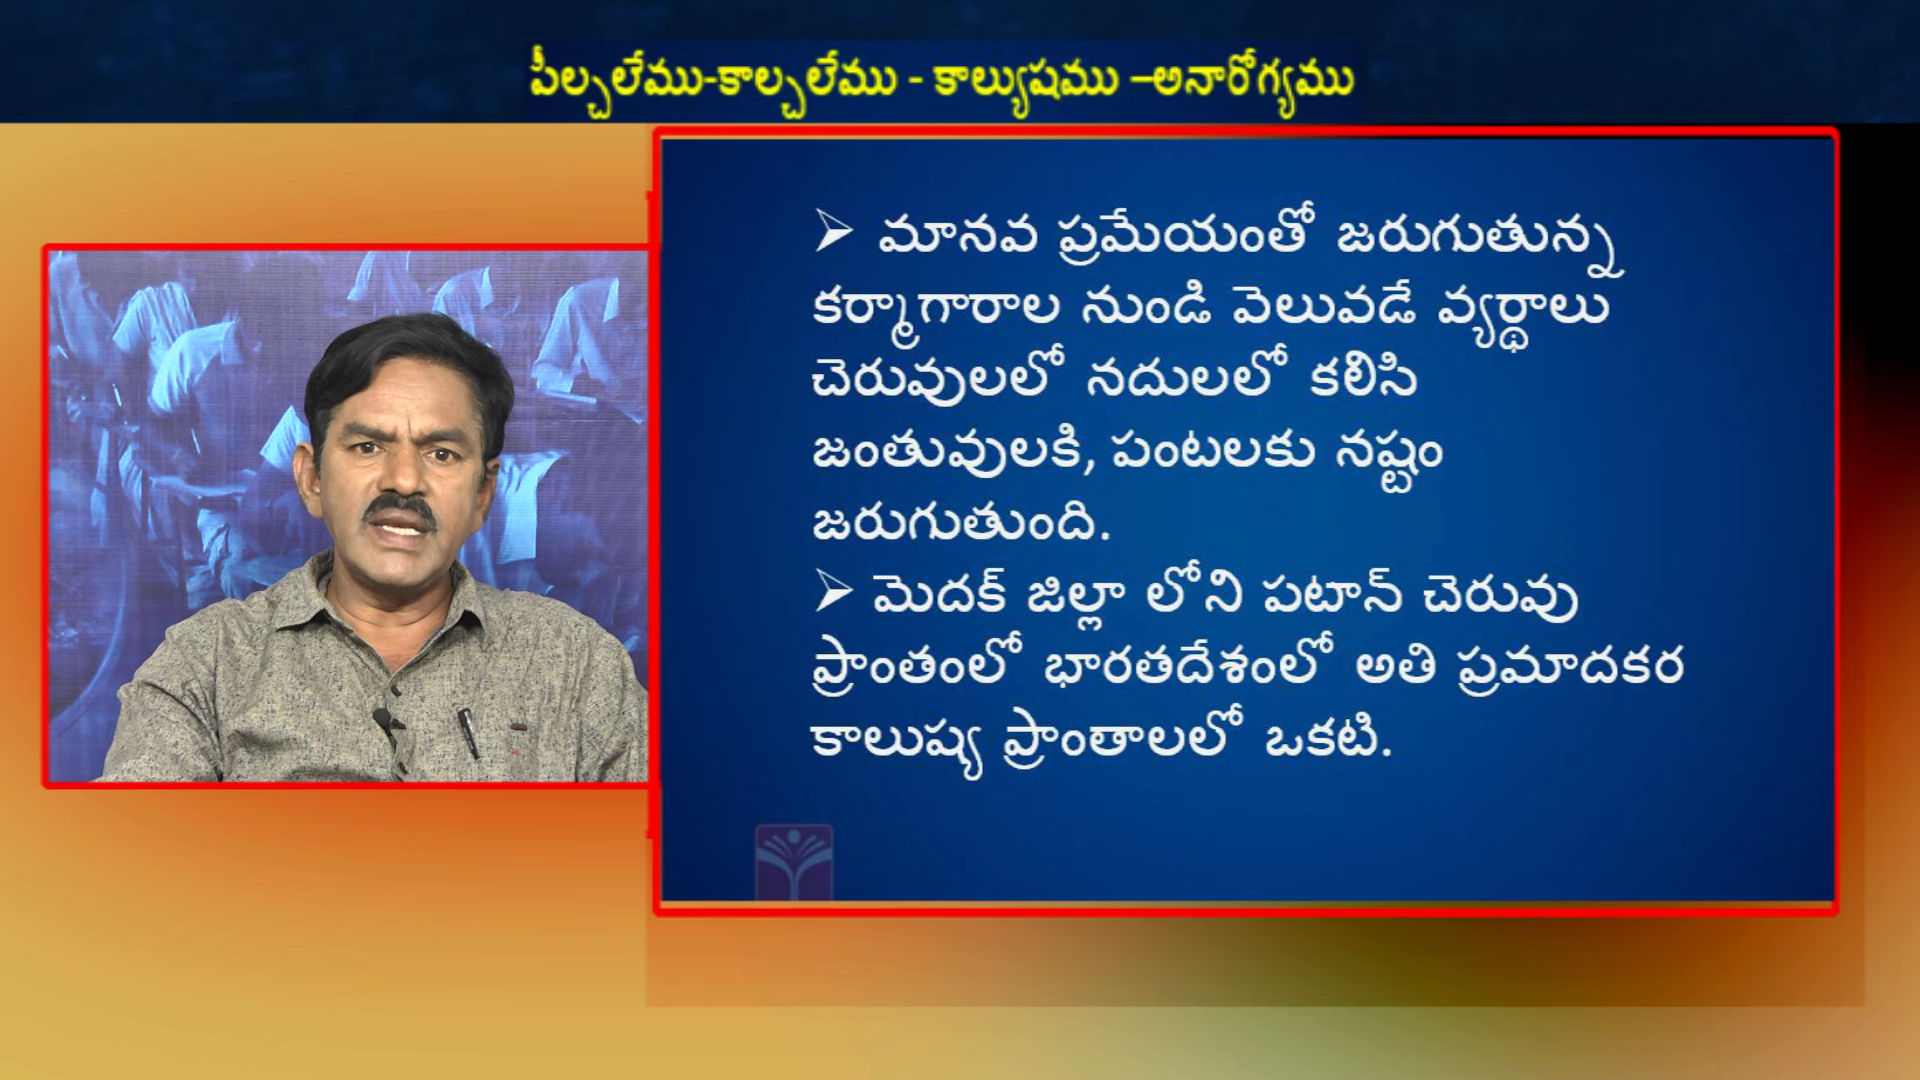 పీల్చలేము-కాల్చలేము - కాల్యుషము –అనారోగ్యము
➢ మానవ ప్రమేయంతో జరుగుతున్న
కర్మాగారాల నుండి వెలువడే వ్యర్థాలు
చెరువులలో నదులలో కలిసి
జంతువులకి, పంటలకు నష్టం
జరుగుతుంది.
➢ మెదక్ జిల్లా లోని పటాన్ చెరువు
ప్రాంతంలో భారతదేశంలో అతి ప్రమాదకర
కాలుష్య ప్రాంతాలలో ఒకటి.